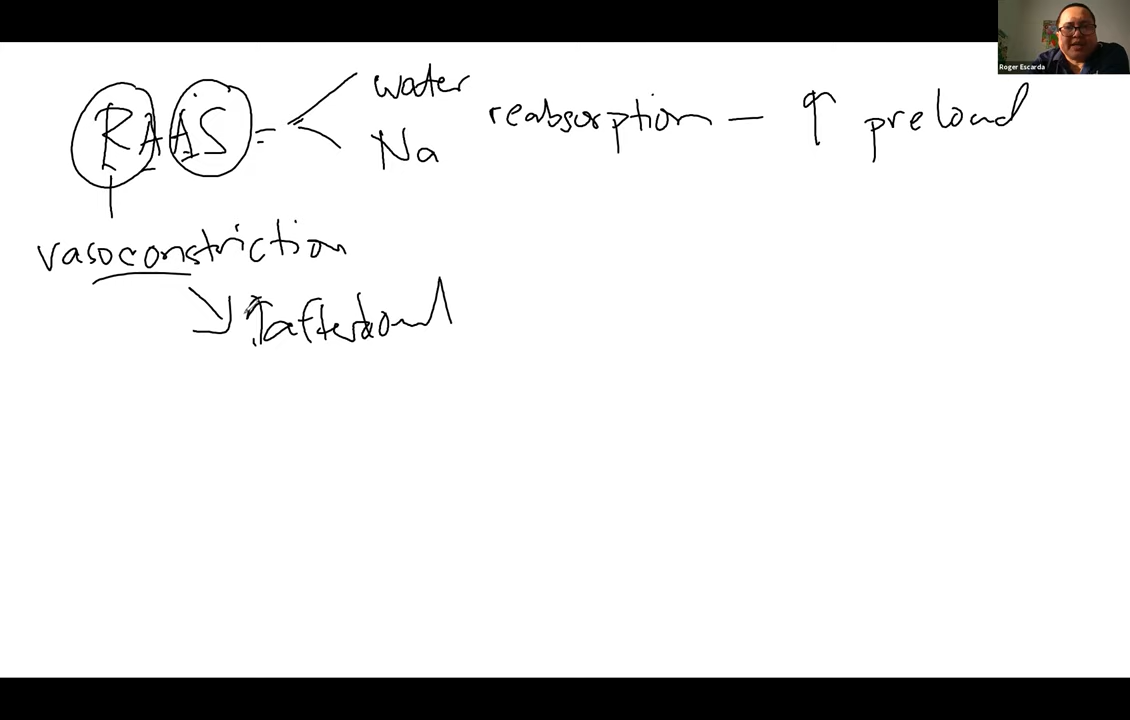 Roger Escarda
RAAS = water
Na
reabsorption - ↑ preload
vasoconstriction
↑afterload